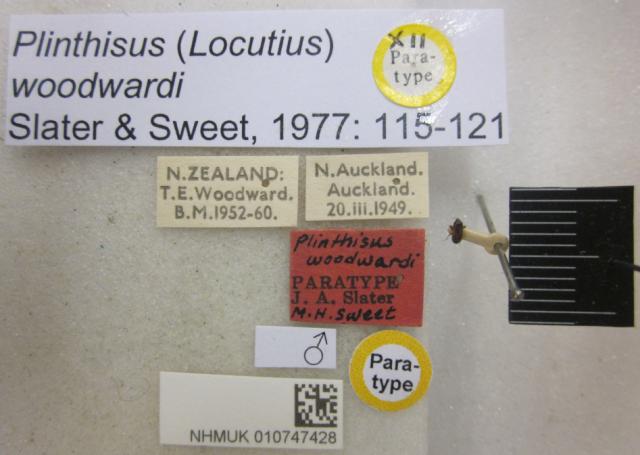 Plinthisus (Locutius)
woodwardi
Slater & Sweet, 1977: 115-121
XII
Para-
type
N.ZEALAND:
T.E.Woodward.
B.M.1952-60.
N.Auckland.
Auckland.
20.iii.1949.
Plinthisus
woodwardi
PARATYPE
J. A. Slater
M.H. Sweet
♂
Para-
type
NHMUK 010747428